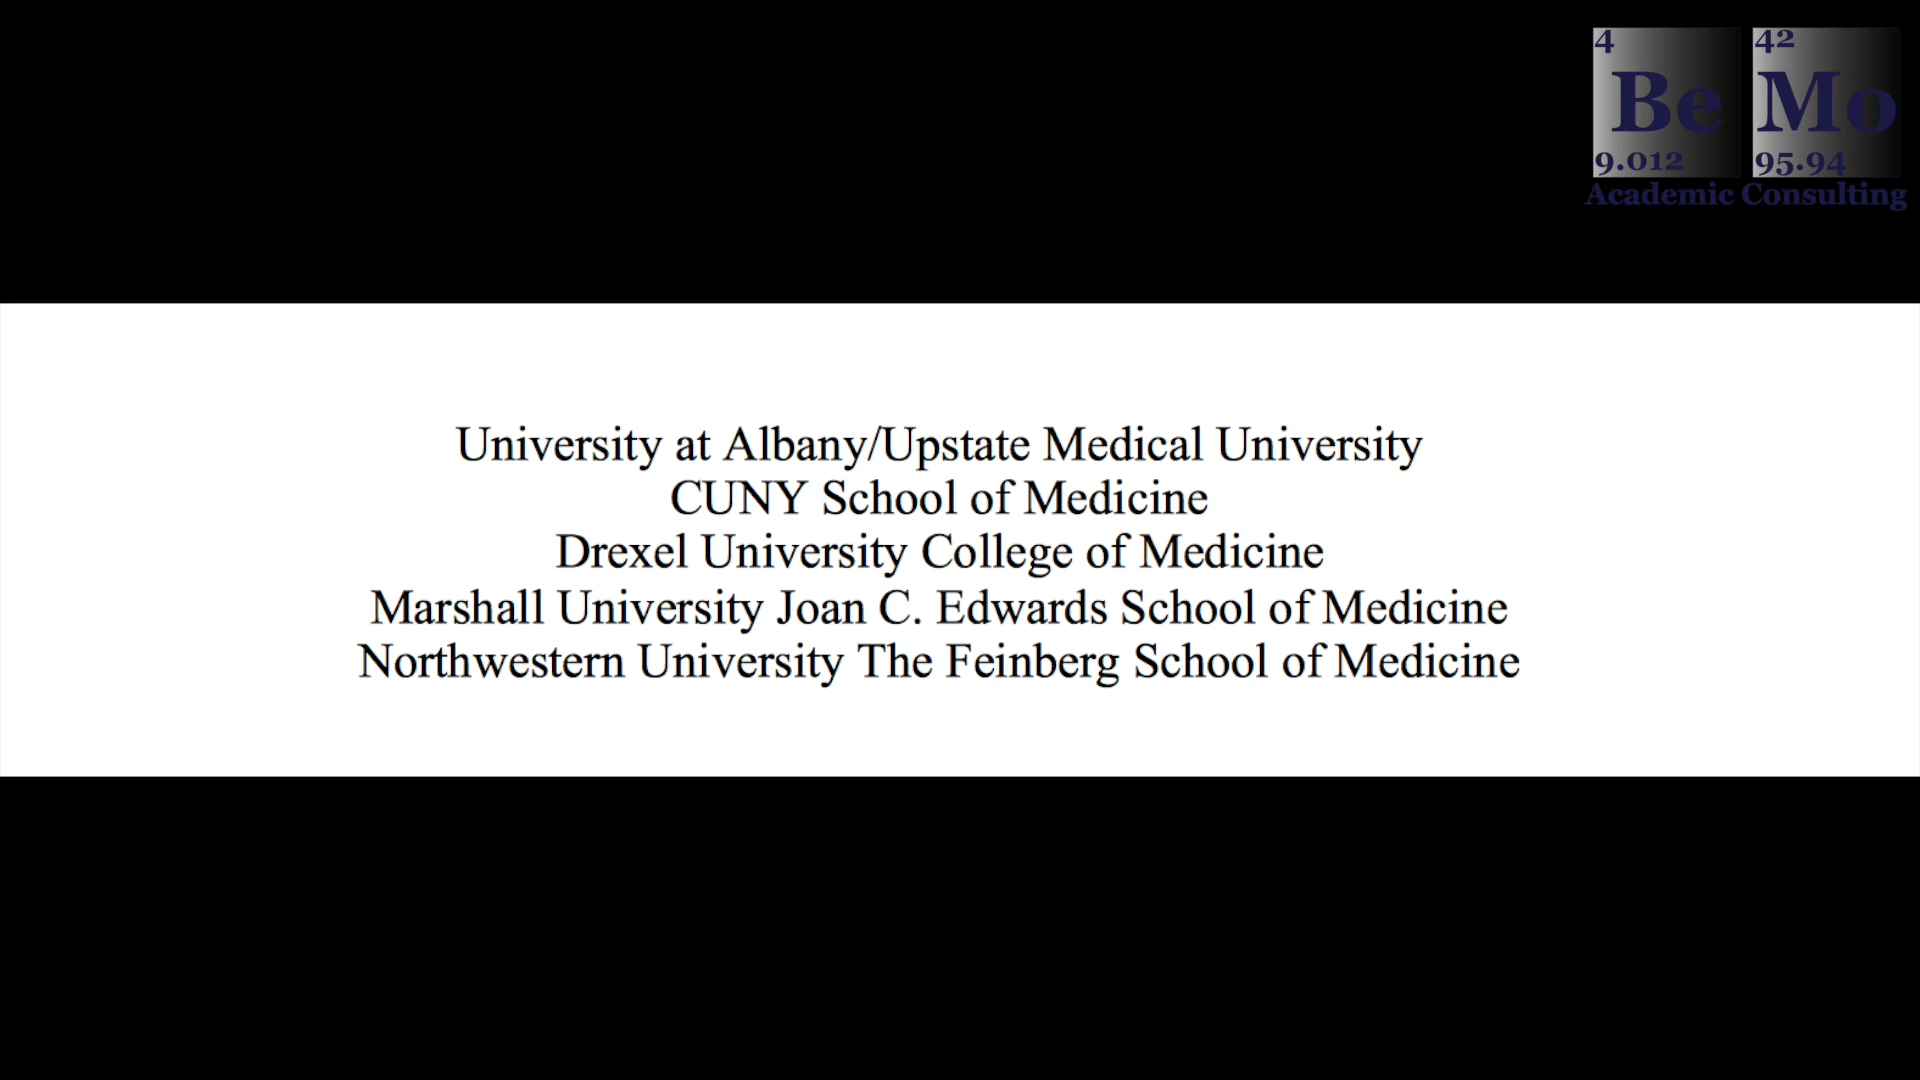 4 42
Be Mo
9.012 95.94
Academic Consulting
University at Albany/Upstate Medical University
CUNY School of Medicine
Drexel University College of Medicine
Marshall University Joan C. Edwards School of Medicine
Northwestern University The Feinberg School of Medicine